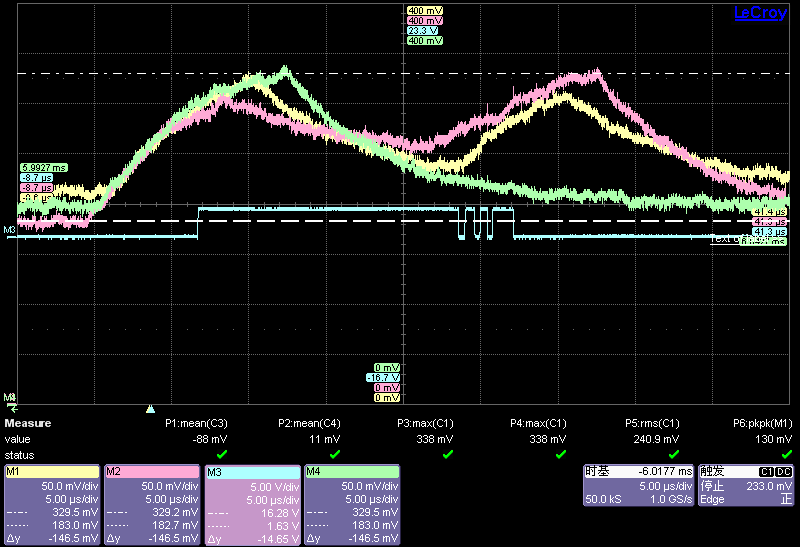 400 mV
LeCroy
400 mV
23.3 V
400 mV
5.9927 ms
-8.7 µs
-8.7 µs
-8.6 µs
41.4 µs
41.3 µs
M3
41.3 µs
0 mV
-16.7 V
0 mV
M4
0 mV
Measure P1:mean(C3) P2:mean(C4) P3:max(C1) P4:max(C1) P5:rms(C1) P6:pkpk(M1)
value -88 mV 11 mV 338 mV 338 mV 240.9 mV 130 mV
status
M1 M2 M3 M4 时基 -6.0177 ms 触发 C1 DC
50.0 mV/div 50.0 mV/div 5.00 V/div 50.0 mV/div 5.00 µs/div 停止 233.0 mV
5.00 µs/div 5.00 µs/div 5.00 µs/div 5.00 µs/div 50.0 kS 1.0 GS/s Edge 正
329.5 mV 329.2 mV 16.28 V 329.5 mV
183.0 mV 182.7 mV 1.63 V 183.0 mV
Δy -146.5 mV Δy -146.5 mV Δy -14.65 V Δy -146.5 mV